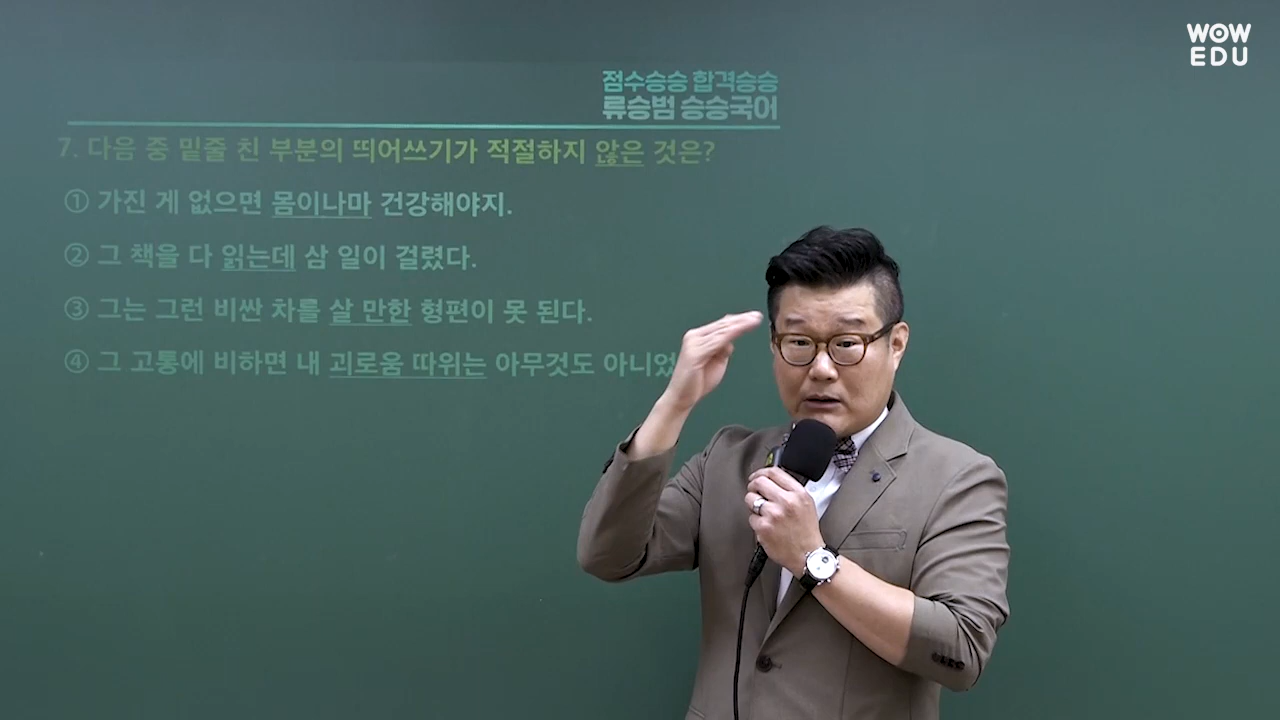 WOW
EDU
점수승승 합격승승
류승범 승승국어
7. 다음 중 밑줄 친 부분의 띄어쓰기가 적절하지 않은 것은?
① 가진 게 없으면 몸이나마 건강해야지.
② 그 책을 다 읽는데 삼 일이 걸렸다.
③ 그는 그런 비싼 차를 살 만한 형편이 못 된다.
④ 그 고통에 비하면 내 괴로움 따위는 아무것도 아니었